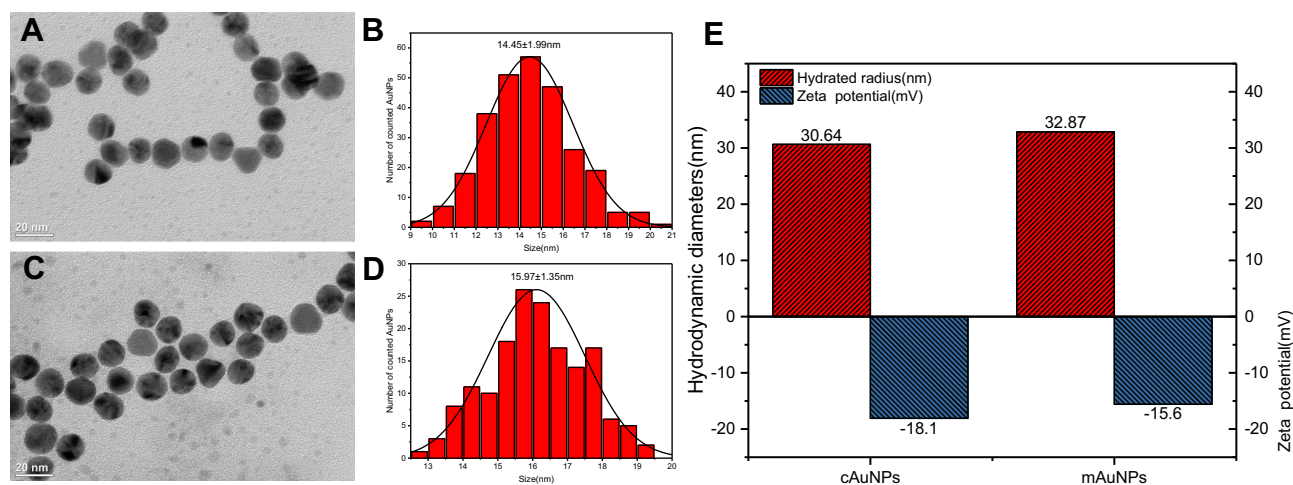 A
20 nm
B
14.45±1.99nm
Number of counted AuNPs
60
50
40
30
20
10
0
9 10 11 12 13 14 15 16 17 18 19 20 21
Size(nm)
C
20 nm
D
15.97±1.35nm
Number of counted AuNPs
30
25
20
15
10
5
0
13 14 15 16 17 18 19 20
Size(nm)
E
Hydrated radius(nm)
Zeta potential(mV)
Hydrodynamic diameters(nm)
40
30
20
10
0
-10
-20
30.64
32.87
-18.1
-15.6
cAuNPs mAuNPs
40
30
20
10
0
-10
-20
Zeta potential(mV)